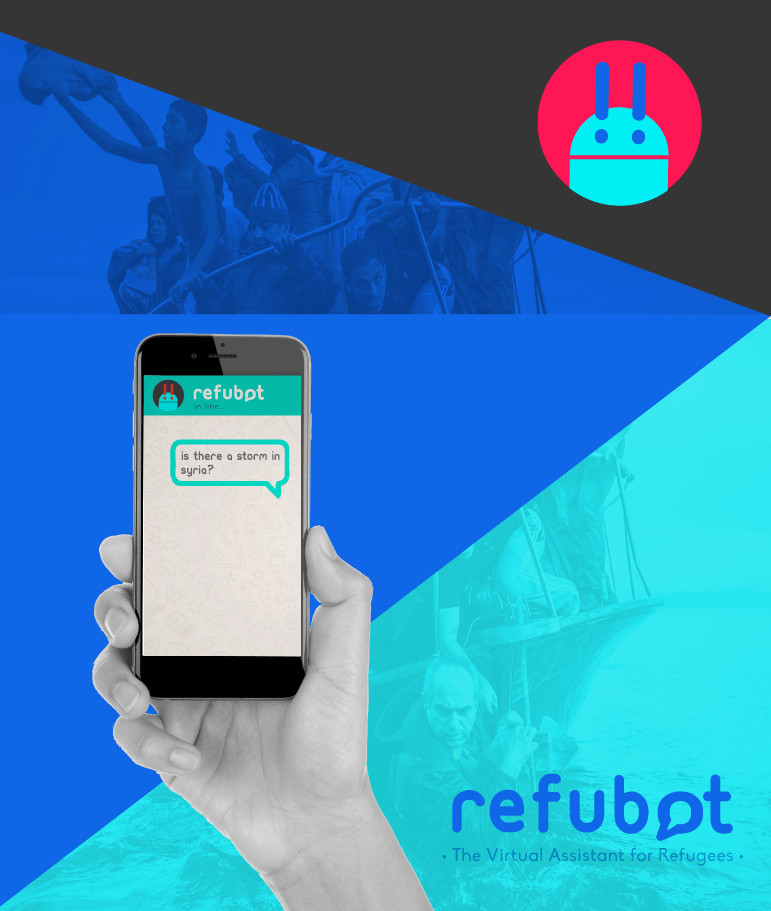 refubot
in line...
is there a storm in
syria?
refubot
• The Virtual Assistant for Refugees •